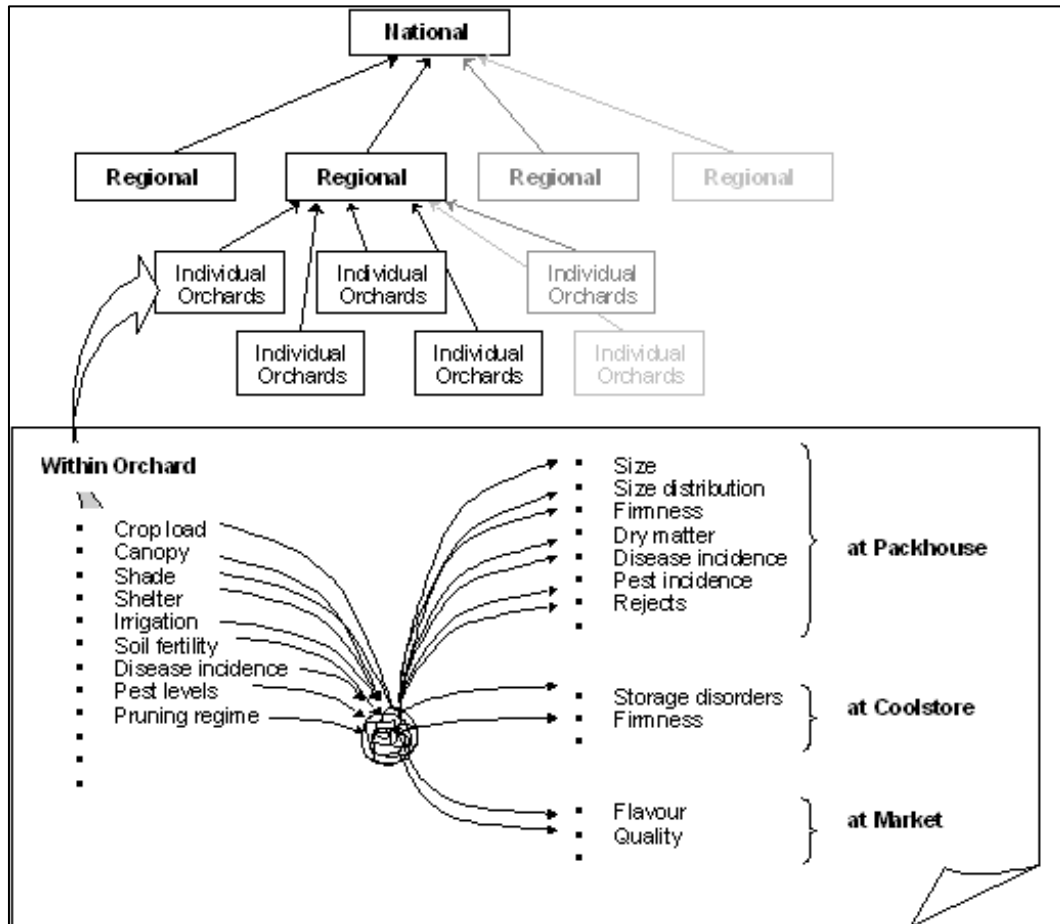 National
Regional
Regional
Regional
Regional
Individual
Orchards
Individual
Orchards
Individual
Orchards
Individual
Orchards
Individual
Orchards
Individual
Orchards
Within Orchard
▪ Crop load
▪ Canopy
▪ Shade
▪ Shelter
▪ Irrigation
▪ Soil fertility
▪ Disease incidence
▪ Pest levels
▪ Pruning regime
▪
▪
▪
▪ Size
▪ Size distribution
▪ Firmness
▪ Dry matter
▪ Disease incidence
▪ Pest incidence
▪ Rejects
▪
at Packhouse
▪ Storage disorders
▪ Firmness
▪
at Coolstore
▪ Flavour
▪ Quality
▪
at Market